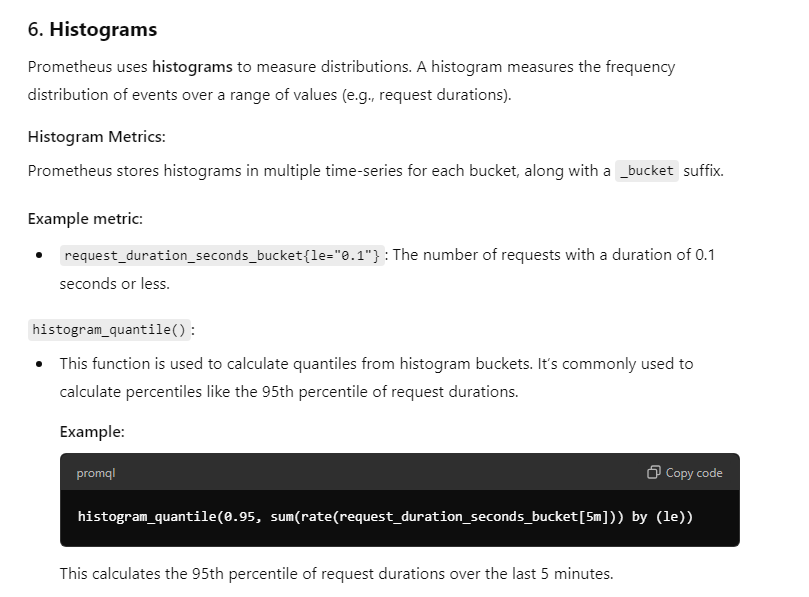 6. Histograms
Prometheus uses histograms to measure distributions. A histogram measures the frequency
distribution of events over a range of values (e.g., request durations).
Histogram Metrics:
Prometheus stores histograms in multiple time-series for each bucket, along with a _bucket suffix.
Example metric:
• request_duration_seconds_bucket{le="0.1"}: The number of requests with a duration of 0.1
seconds or less.
histogram_quantile():
• This function is used to calculate quantiles from histogram buckets. It's commonly used to
calculate percentiles like the 95th percentile of request durations.
Example:
promql Copy code
histogram_quantile(0.95, sum(rate(request_duration_seconds_bucket[5m])) by (le))
This calculates the 95th percentile of request durations over the last 5 minutes.